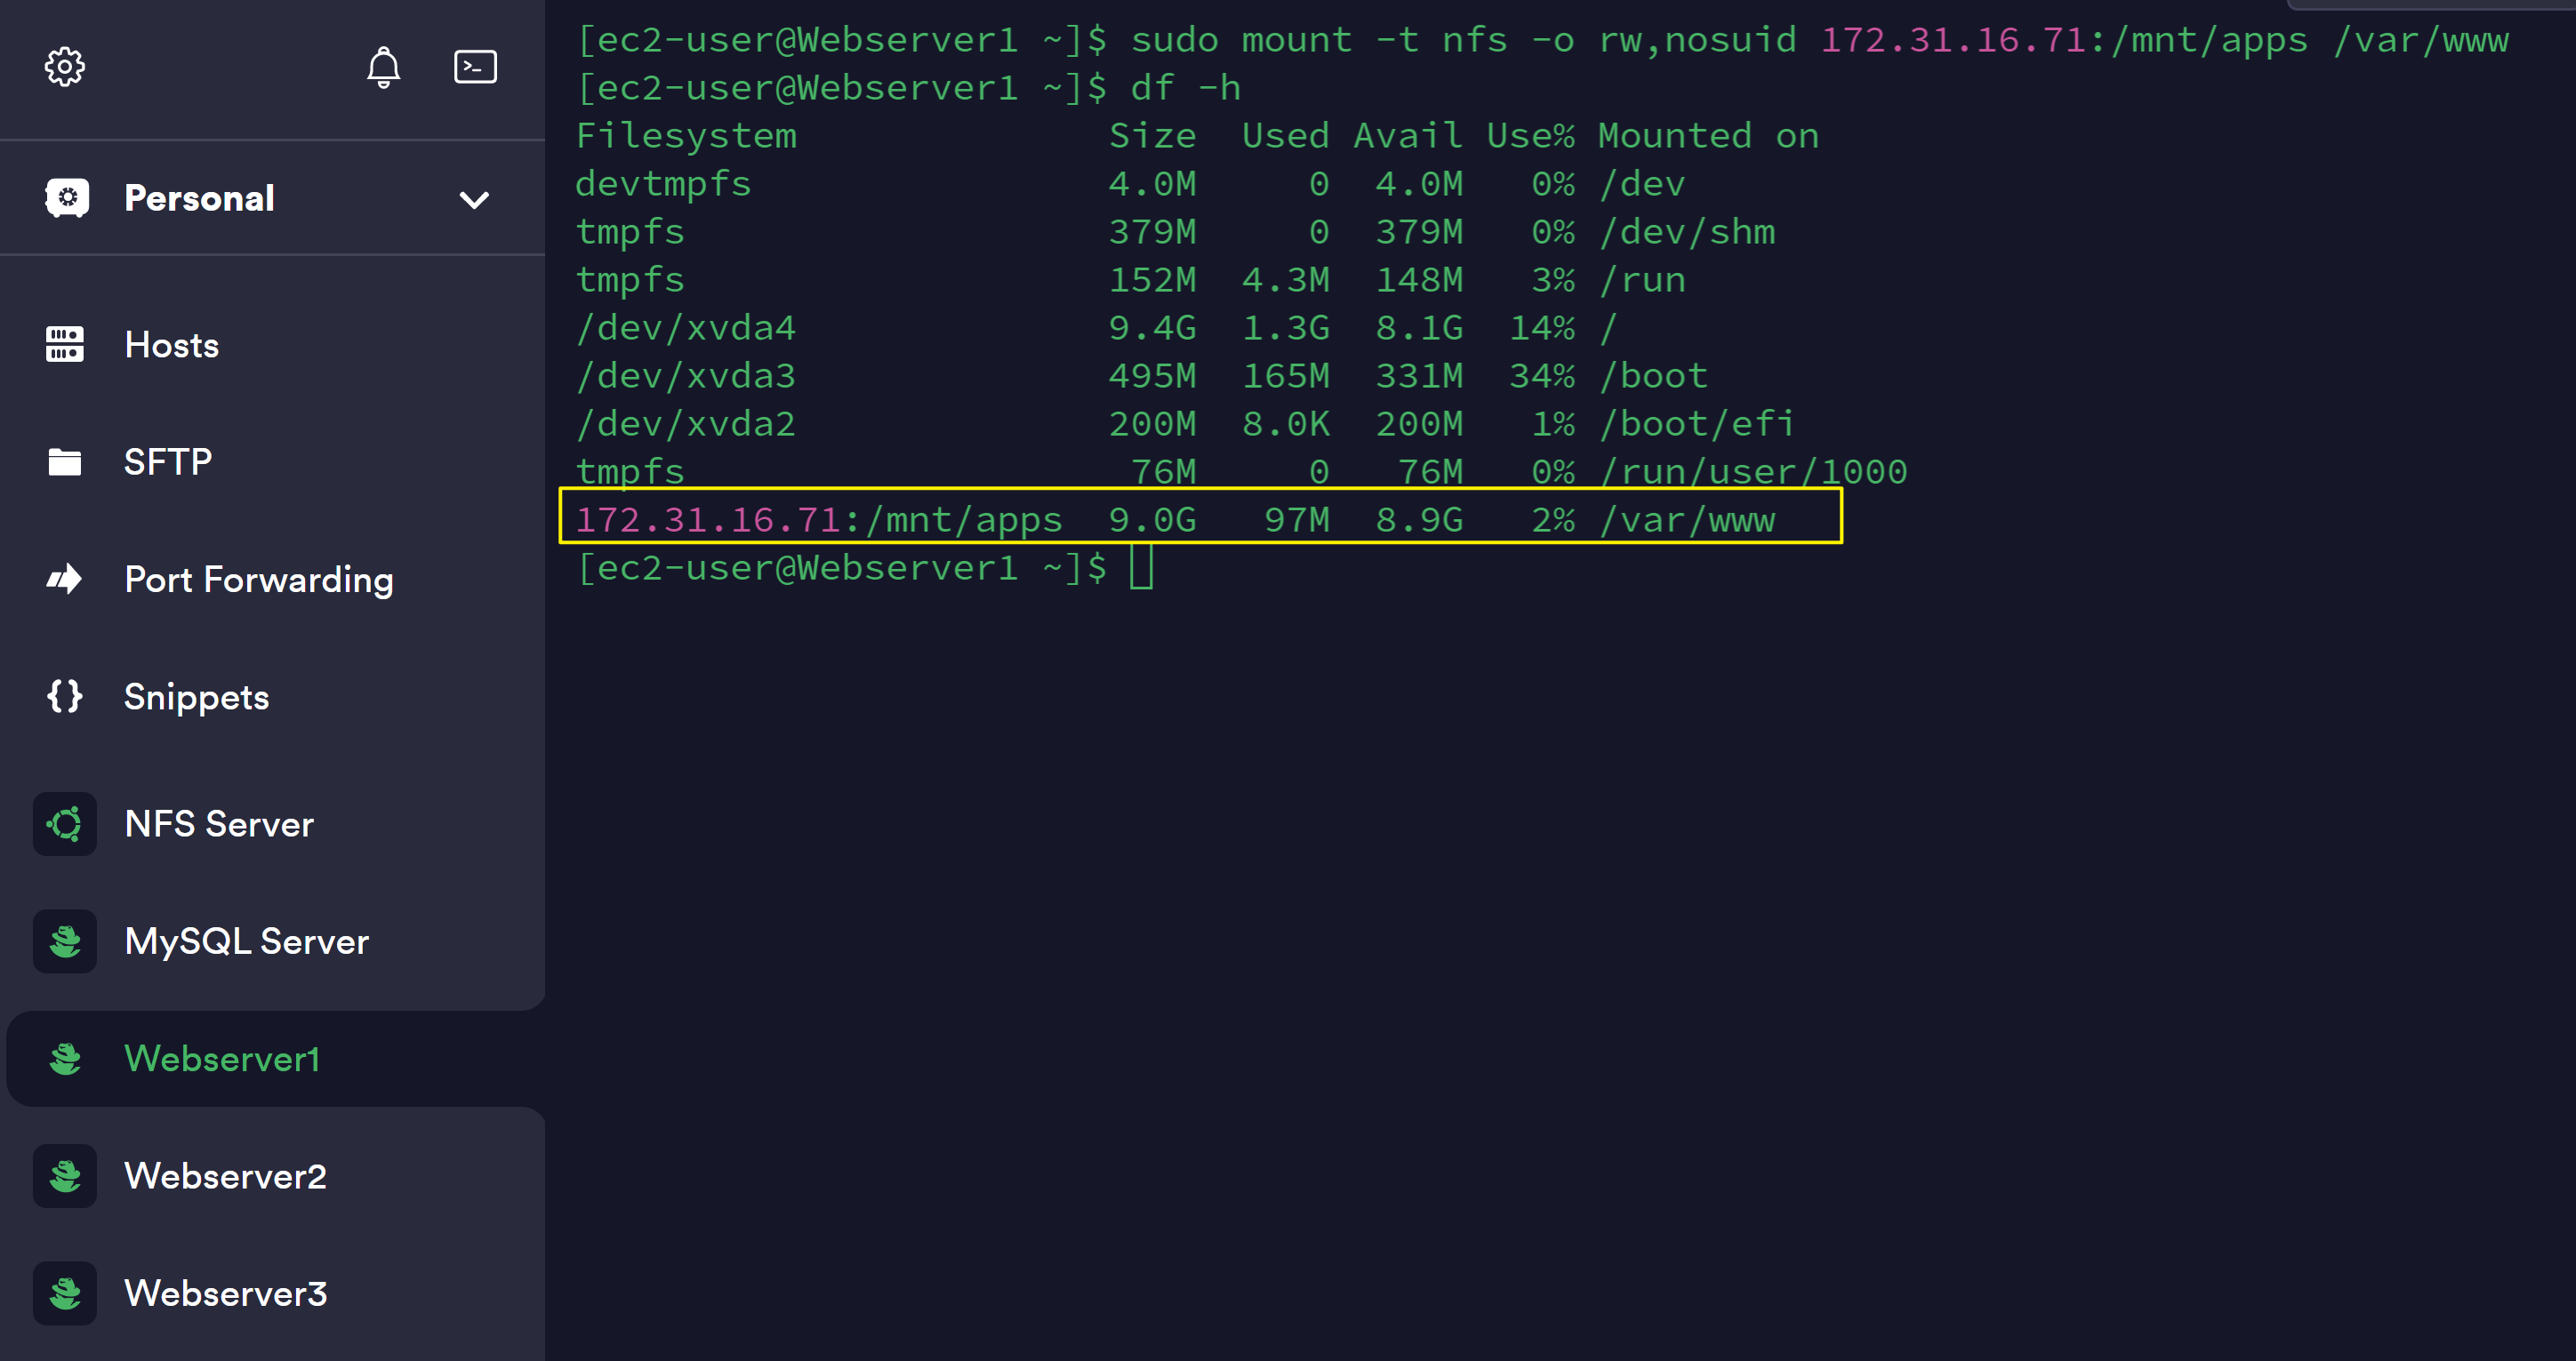 Personal
Hosts
SFTP
Port Forwarding
Snippets
NFS Server
MySQL Server
Webserver1
Webserver2
Webserver3
[ec2-user@Webserver1 ~]$ sudo mount -t nfs -o rw,nosuid 172.31.16.71:/mnt/apps /var/www
[ec2-user@Webserver1 ~]$ df -h
Filesystem Size Used Avail Use% Mounted on
devtmpfs 4.0M 0 4.0M 0% /dev
tmpfs 379M 0 379M 0% /dev/shm
tmpfs 152M 4.3M 148M 3% /run
/dev/xvda4 9.4G 1.3G 8.1G 14% /
/dev/xvda3 495M 165M 331M 34% /boot
/dev/xvda2 200M 8.0K 200M 1% /boot/efi
tmpfs 76M 0 76M 0% /run/user/1000
172.31.16.71:/mnt/apps 9.0G 97M 8.9G 2% /var/www
[ec2-user@Webserver1 ~]$